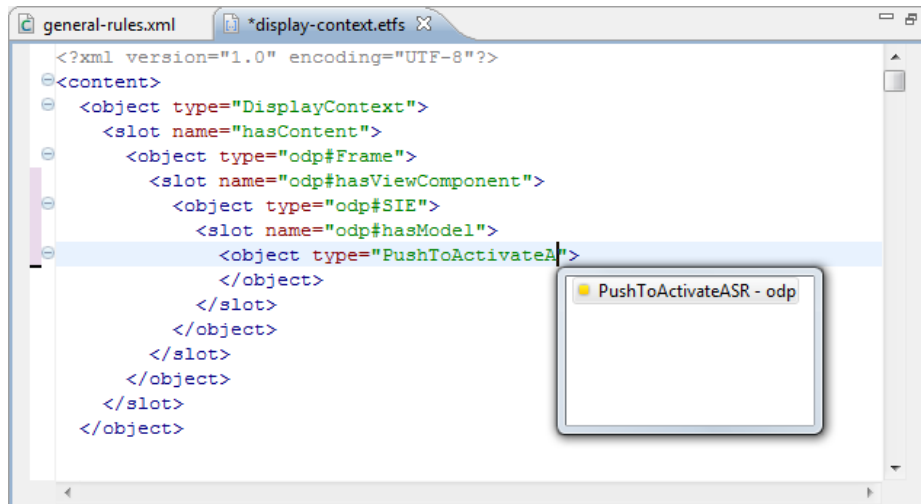 general-rules.xml
*display-context.etfs
<?xml version="1.0" encoding="UTF-8"?>
<content>
<object type="DisplayContext">
<slot name="hasContent">
<object type="odp#Frame">
<slot name="odp#hasViewComponent">
<object type="odp#SIE">
<slot name="odp#hasModel">
<object type="PushToActivateA">
PushToActivateASR - odp
</object>
</slot>
</object>
</slot>
</object>
</slot>
</object>